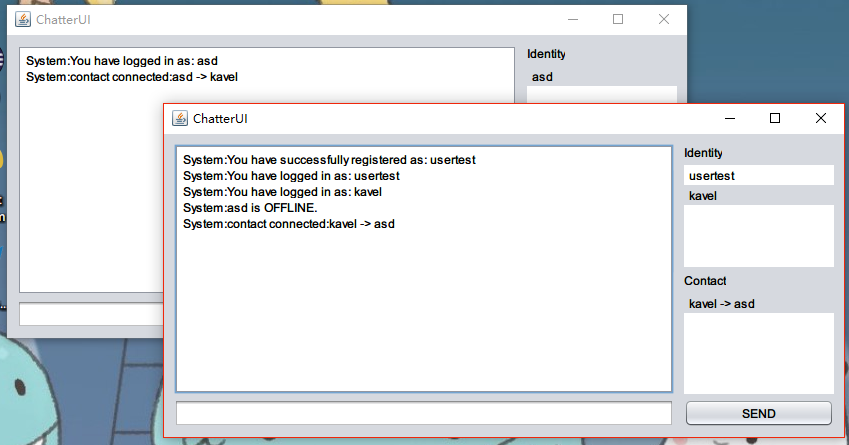 ChatterUI
System:You have logged in as: asd
System:contact connected:asd -> kavel
Identity
asd
ChatterUI
System:You have successfully registered as: usertest
System:You have logged in as: usertest
System:You have logged in as: kavel
System:asd is OFFLINE.
System:contact connected:kavel -> asd
Identity
usertest
kavel
Contact
kavel -> asd
SEND